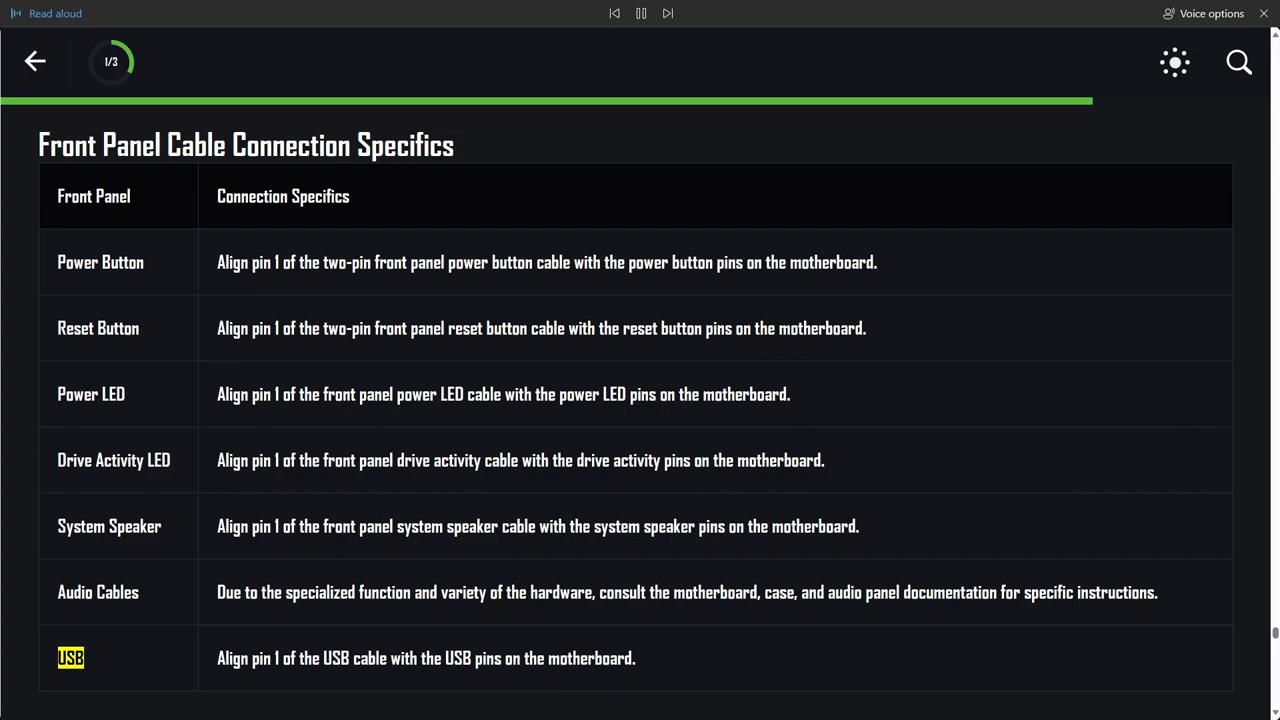 Read aloud
Voice options
1/3
Front Panel Cable Connection Specifics
Front Panel Connection Specifics
Power Button Align pin 1 of the two-pin front panel power button cable with the power button pins on the motherboard.
Reset Button Align pin 1 of the two-pin front panel reset button cable with the reset button pins on the motherboard.
Power LED Align pin 1 of the front panel power LED cable with the power LED pins on the motherboard.
Drive Activity LED Align pin 1 of the front panel drive activity cable with the drive activity pins on the motherboard.
System Speaker Align pin 1 of the front panel system speaker cable with the system speaker pins on the motherboard.
Audio Cables Due to the specialized function and variety of the hardware, consult the motherboard, case, and audio panel documentation for specific instructions.
USB Align pin 1 of the USB cable with the USB pins on the motherboard.